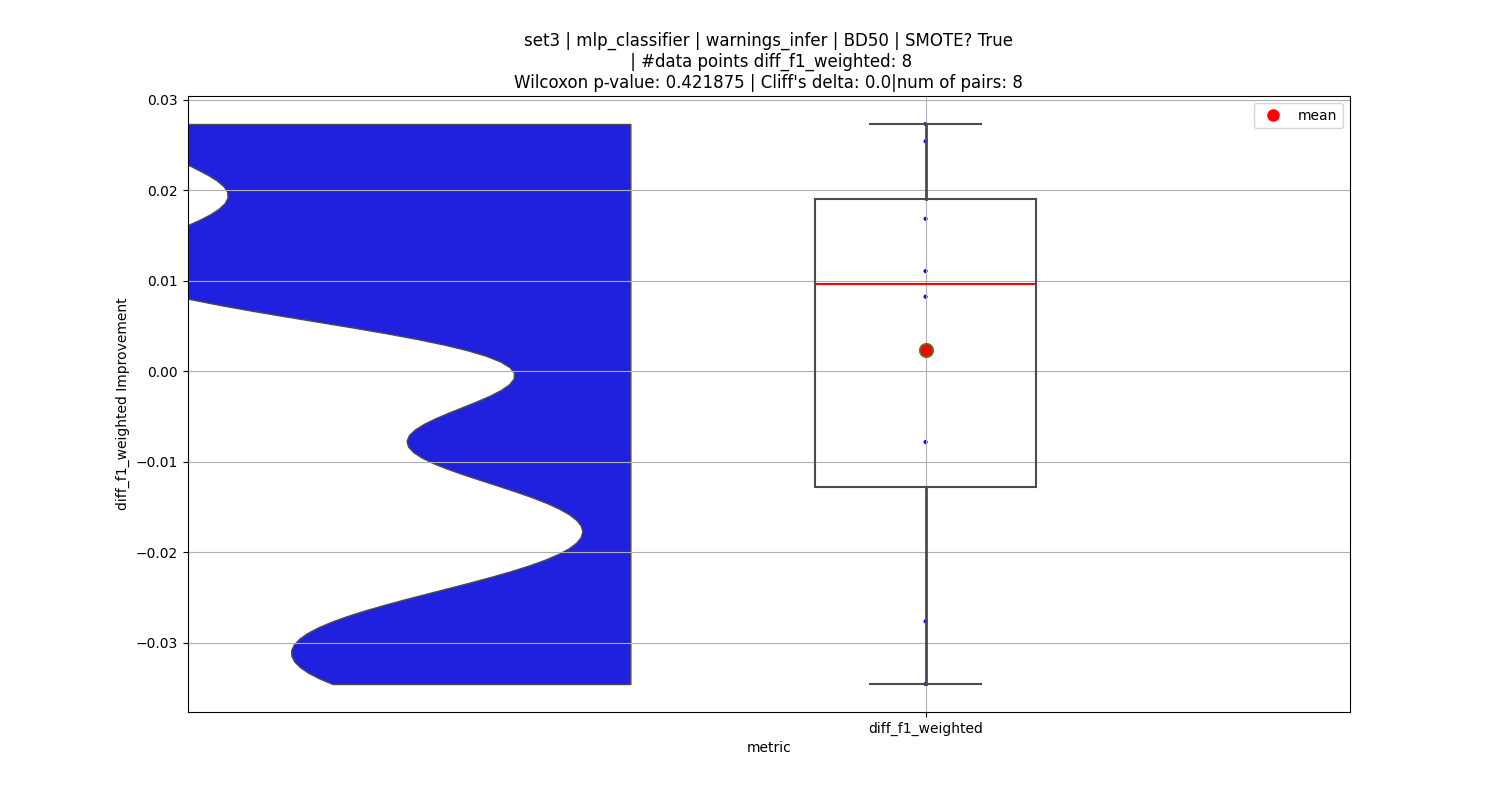 set3 | mlp_classifier | warnings_infer | BD50 | SMOTE? True
| #data points diff_f1_weighted: 8
Wilcoxon p-value: 0.421875 | Cliff's delta: 0.0|num of pairs: 8
mean
0.03
0.02
0.01
0.00
−0.01
−0.02
−0.03
diff_f1_weighted Improvement
diff_f1_weighted
metric